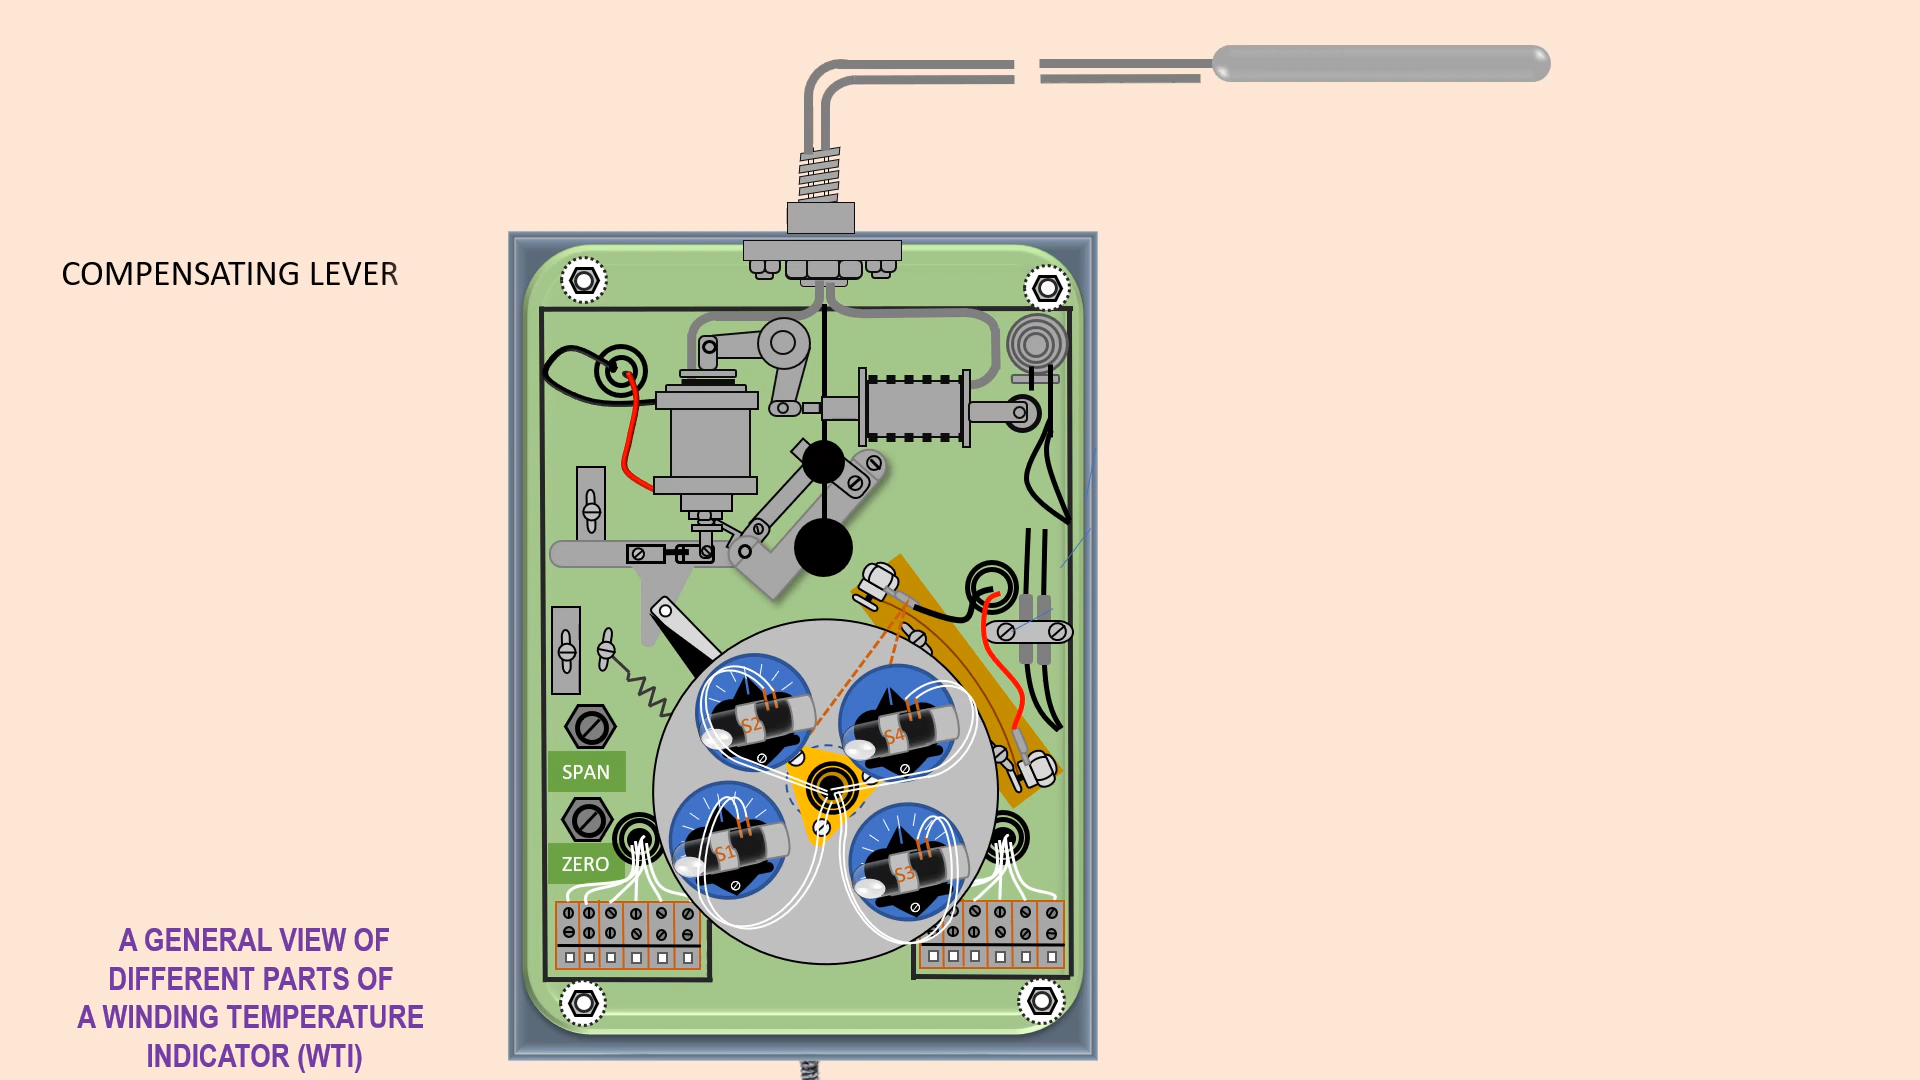 COMPENSATING LEVER
S2
S4
SPAN
S1
S3
ZERO
A GENERAL VIEW OF
DIFFERENT PARTS OF
A WINDING TEMPERATURE
INDICATOR (WTI)